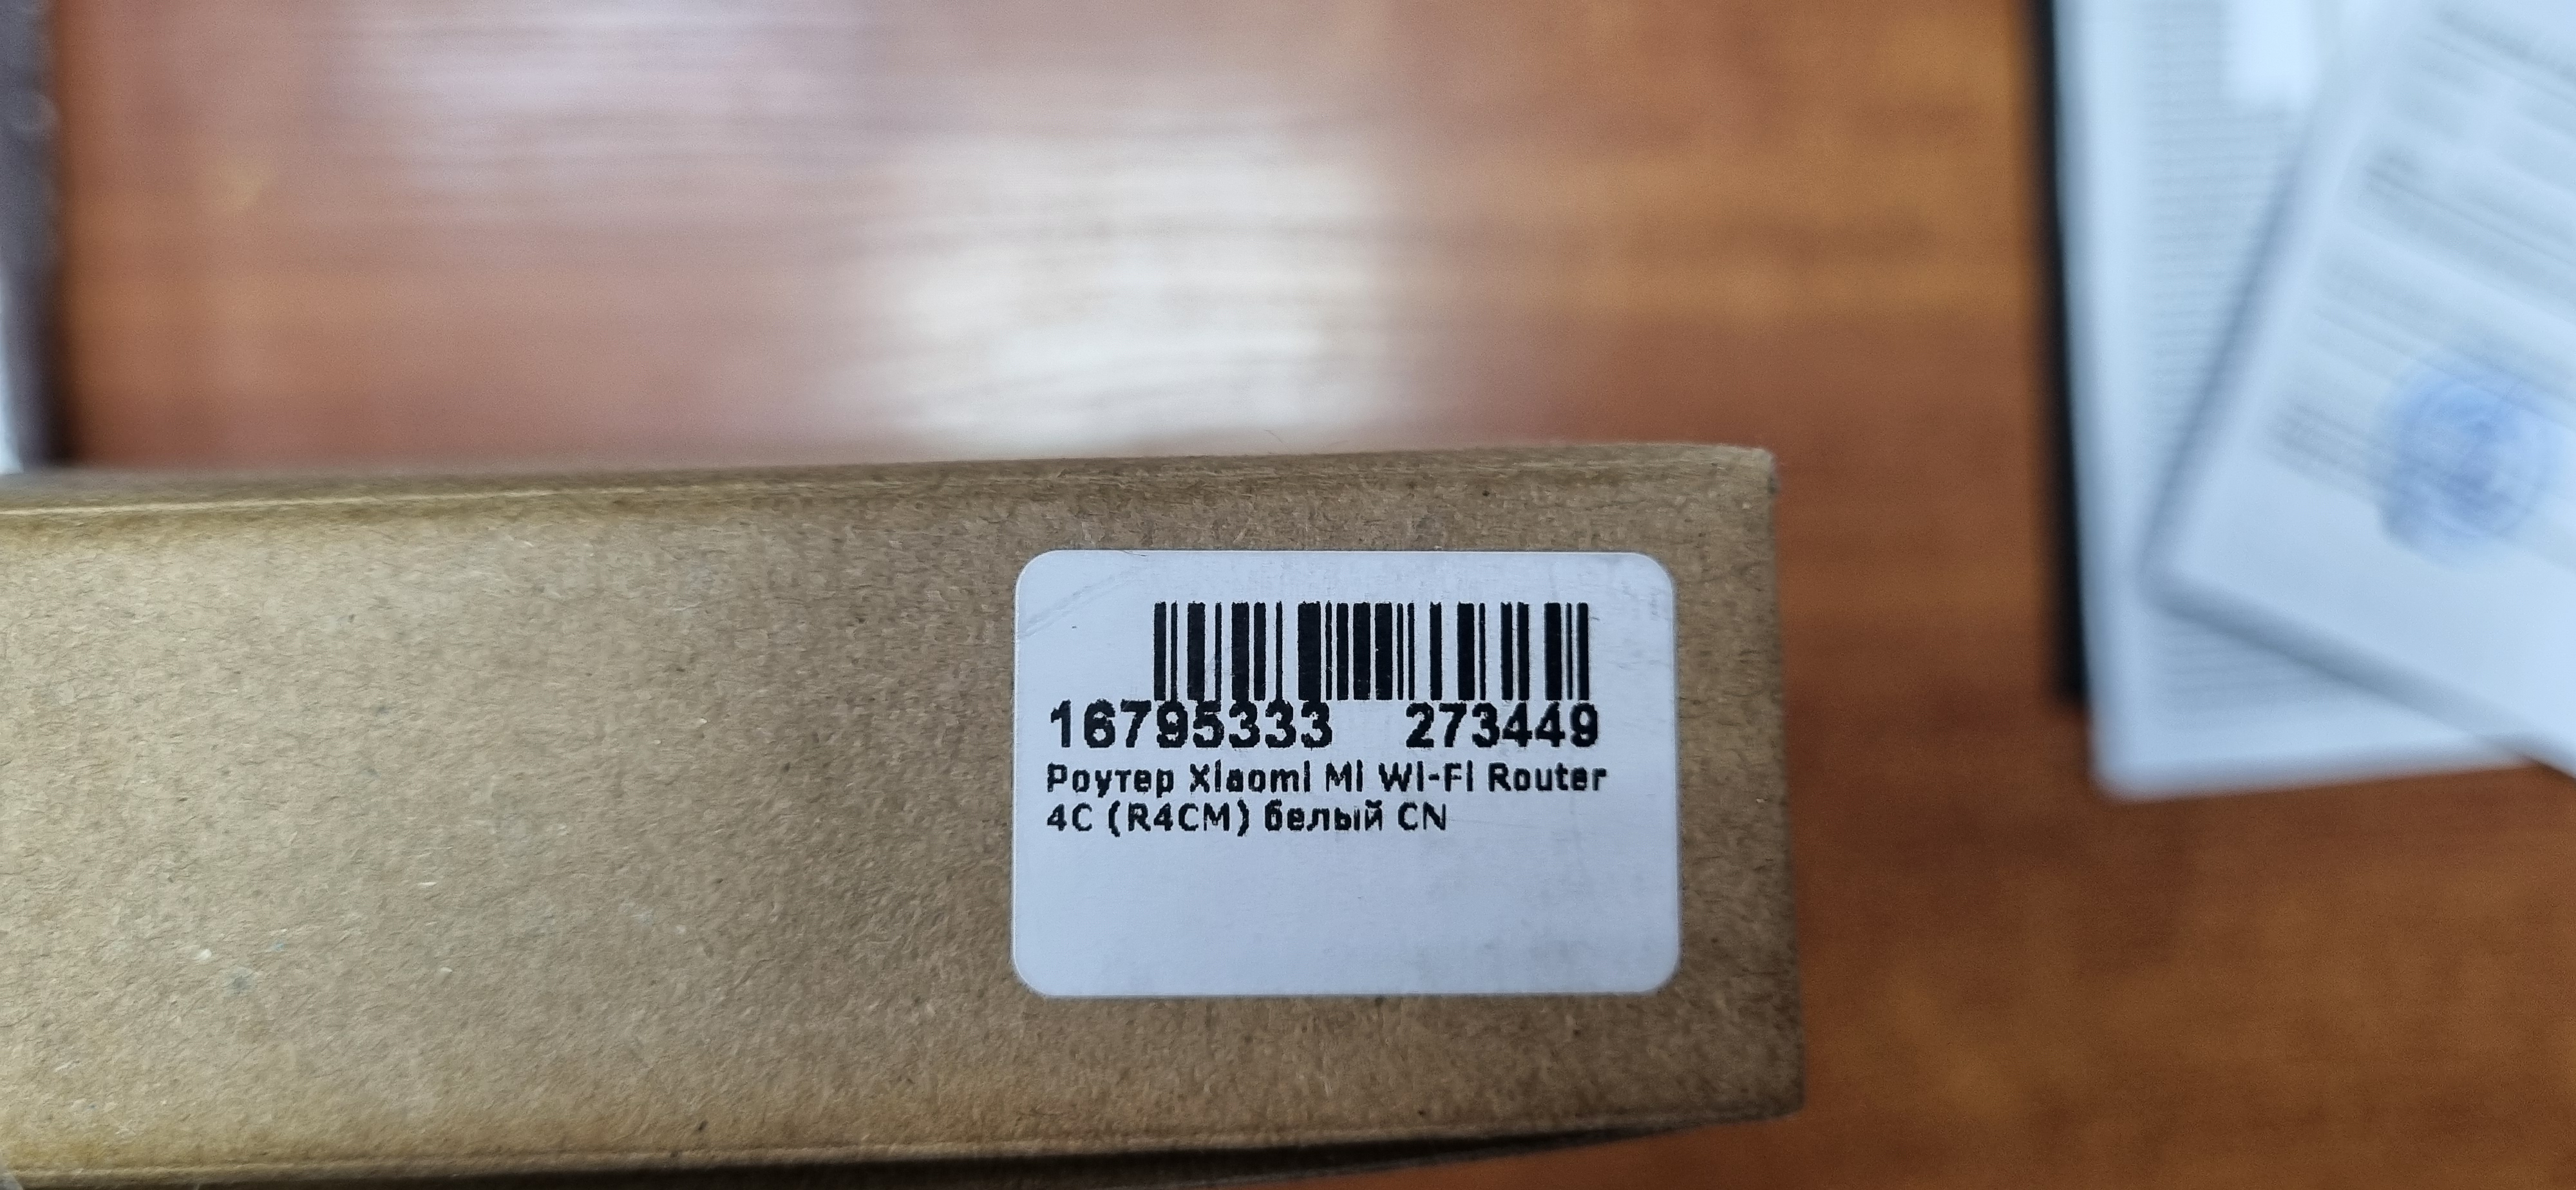 16795333 273449
Роутер Xiaomi Mi Wi-Fi Router
4C (R4CM) белый CN